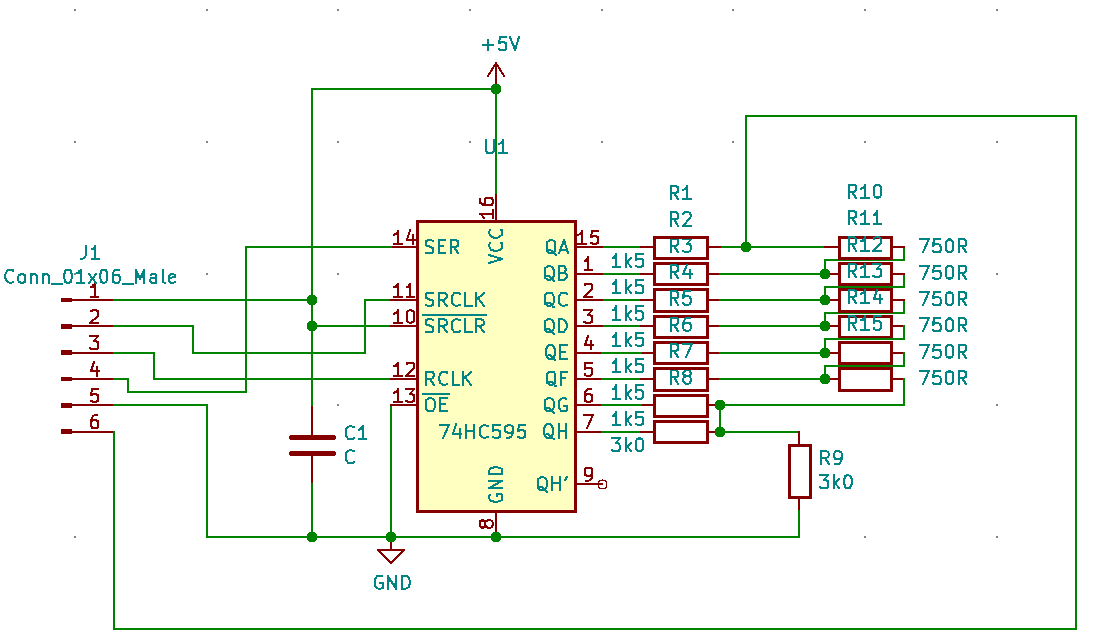 +5V
U1
J1
Conn_01x06_Male
1
2
3
4
5
6
14
SER
11
SRCLK
10
SRCLR
12
RCLK
13
OE
16
VCC
74HC595
GND
8
QA
15
QB
1
QC
2
QD
3
QE
4
QF
5
QG
6
QH
7
QH'
9
C1
C
GND
R1
R2
R3
R4
R5
R6
R7
R8
1k5
1k5
1k5
1k5
1k5
1k5
1k5
3k0
R10
R11
R12
R13
R14
R15
750R
750R
750R
750R
750R
750R
R9
3k0